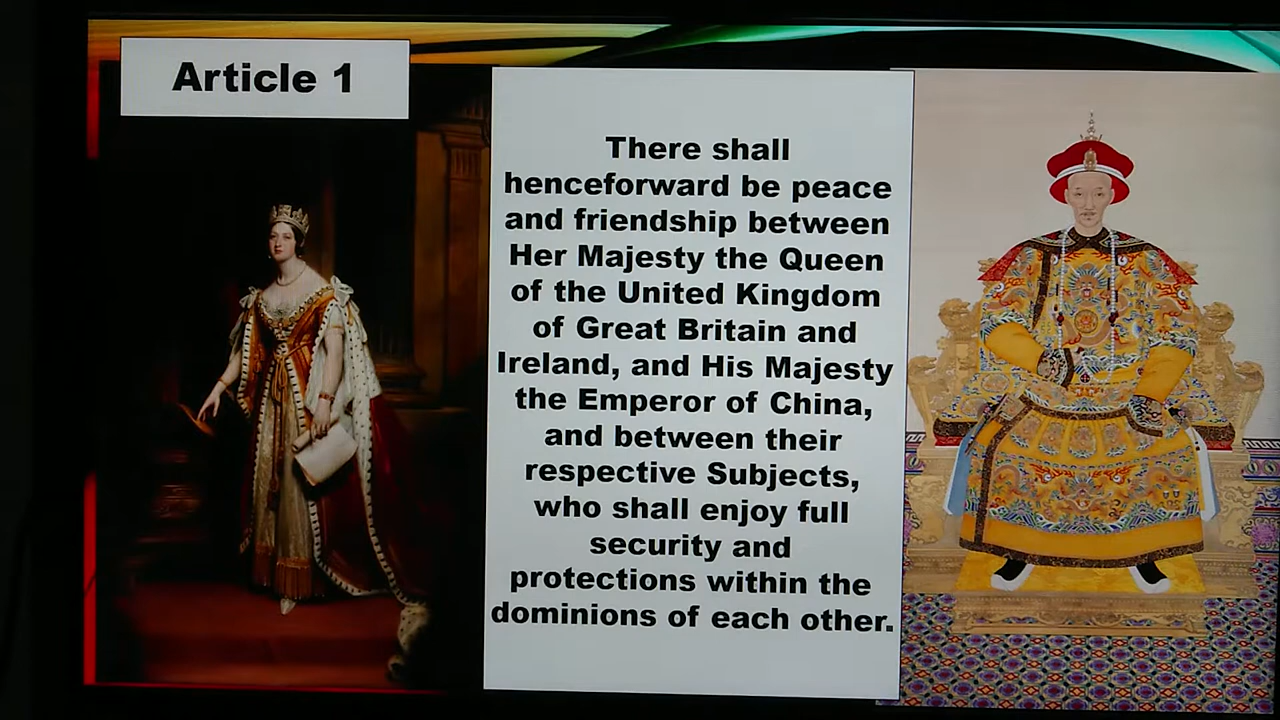 Article 1
There shall
henceforward be peace
and friendship between
Her Majesty the Queen
of the United Kingdom
of Great Britain and
Ireland, and His Majesty
the Emperor of China,
and between their
respective Subjects,
who shall enjoy full
security and
protections within the
dominions of each other.